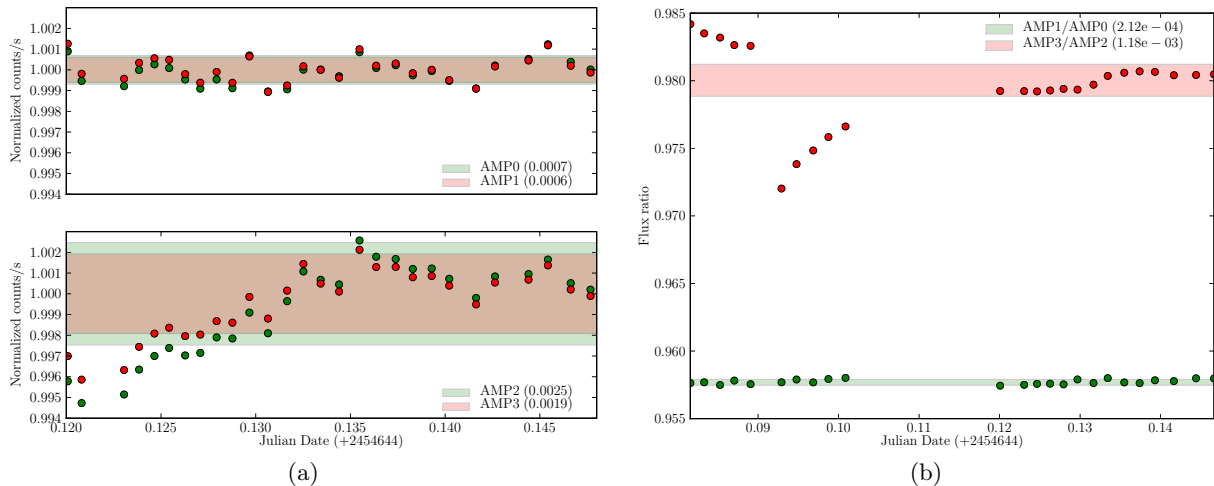 1.002
1.001
1.000
0.999
0.998
0.997
0.996
0.995
0.994
Normalized counts/s
AMP0 (0.0007)
AMP1 (0.0006)
1.002
1.001
1.000
0.999
0.998
0.997
0.996
0.995
0.994
Normalized counts/s
AMP2 (0.0025)
AMP3 (0.0019)
0.120 0.125 0.130 0.135 0.140 0.145
Julian Date (+2454644)
(a)
0.985
0.980
0.975
0.970
0.965
0.960
0.955
Flux ratio
AMP1/AMP0 (2.12e − 04)
AMP3/AMP2 (1.18e − 03)
0.09 0.10 0.11 0.12 0.13 0.14
Julian Date (+2454644)
(b)